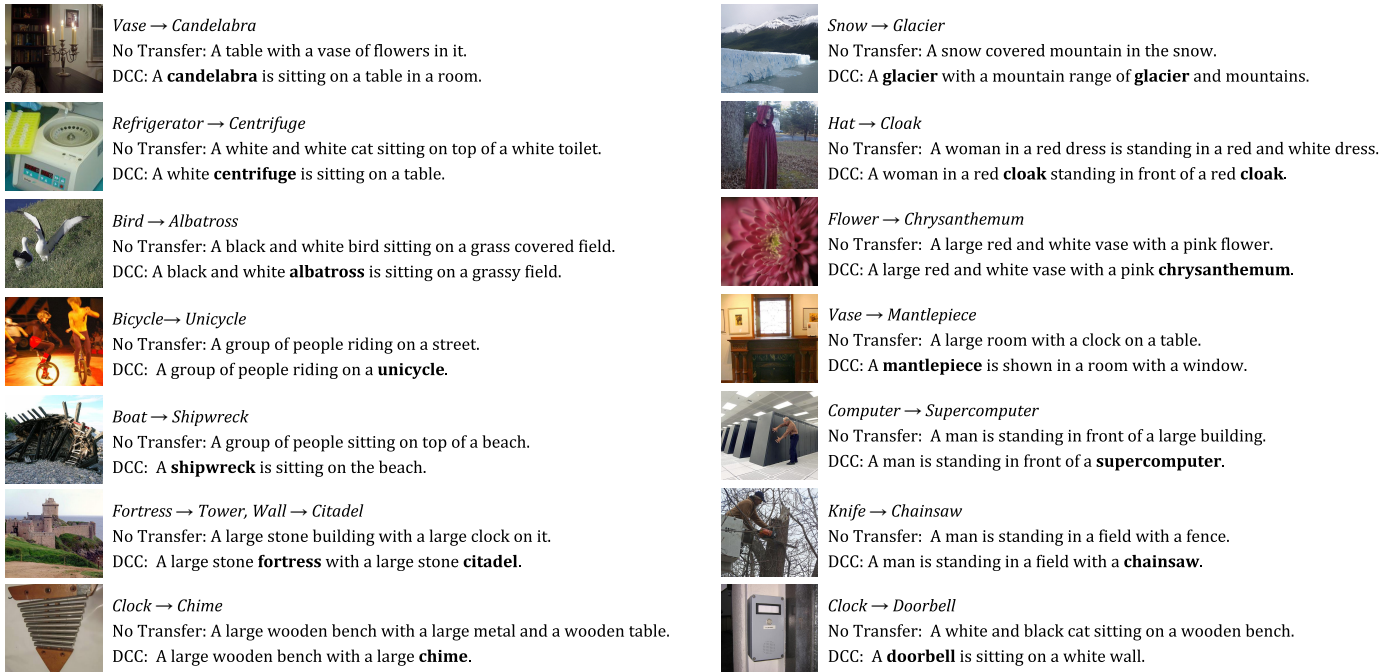 Vase → Candelabra
No Transfer: A table with a vase of flowers in it.
DCC: A candelabra is sitting on a table in a room.
Refrigerator → Centrifuge
No Transfer: A white and white cat sitting on top of a white toilet.
DCC: A white centrifuge is sitting on a table.
Bird → Albatross
No Transfer: A black and white bird sitting on a grass covered field.
DCC: A black and white albatross is sitting on a grassy field.
Bicycle→ Unicycle
No Transfer: A group of people riding on a street.
DCC: A group of people riding on a unicycle.
Boat → Shipwreck
No Transfer: A group of people sitting on top of a beach.
DCC: A shipwreck is sitting on the beach.
Fortress → Tower, Wall → Citadel
No Transfer: A large stone building with a large clock on it.
DCC: A large stone fortress with a large stone citadel.
Clock → Chime
No Transfer: A large wooden bench with a large metal and a wooden table.
DCC: A large wooden bench with a large chime.
Snow → Glacier
No Transfer: A snow covered mountain in the snow.
DCC: A glacier with a mountain range of glacier and mountains.
Hat → Cloak
No Transfer: A woman in a red dress is standing in a red and white dress.
DCC: A woman in a red cloak standing in front of a red cloak.
Flower → Chrysanthemum
No Transfer: A large red and white vase with a pink flower.
DCC: A large red and white vase with a pink chrysanthemum.
Vase → Mantlepiece
No Transfer: A large room with a clock on a table.
DCC: A mantlepiece is shown in a room with a window.
Computer → Supercomputer
No Transfer: A man is standing in front of a large building.
DCC: A man is standing in front of a supercomputer.
Knife → Chainsaw
No Transfer: A man is standing in a field with a fence.
DCC: A man is standing in a field with a chainsaw.
Clock → Doorbell
No Transfer: A white and black cat sitting on a wooden bench.
DCC: A doorbell is sitting on a white wall.